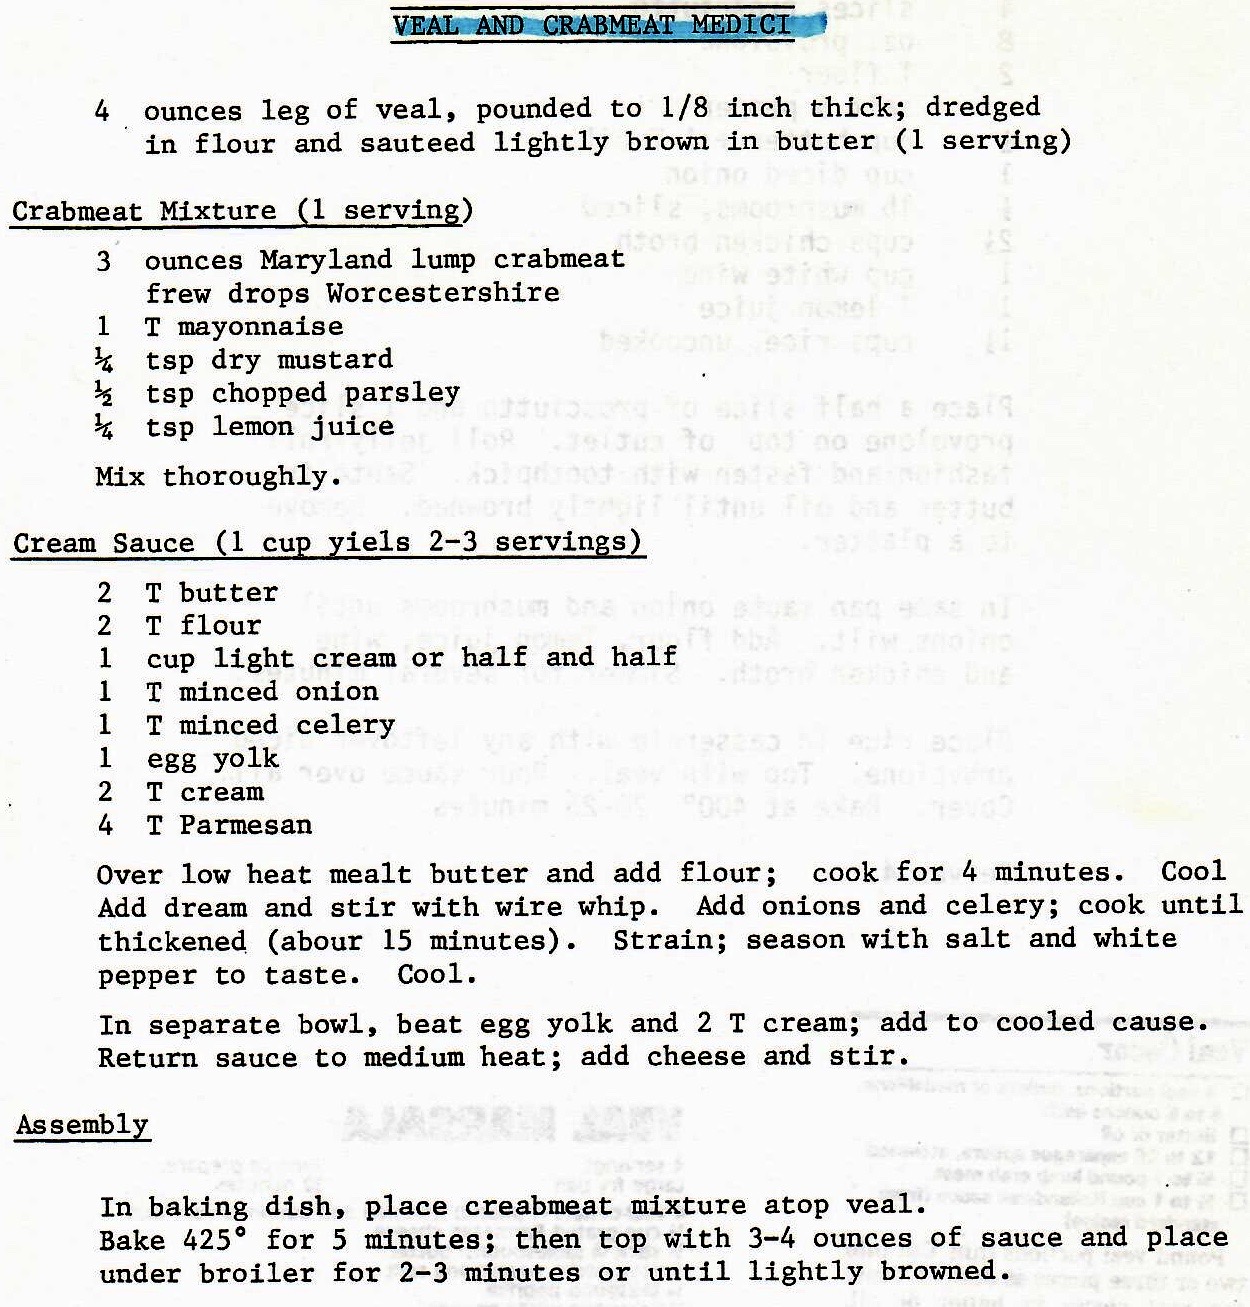 VEAL AND CRABMEAT MEDICI
4 ounces leg of veal, pounded to 1/8 inch thick; dredged
in flour and sauteed lightly brown in butter (1 serving)
Crabmeat Mixture (1 serving)
3 ounces Maryland lump crabmeat
frew drops Worcestershire
1 T mayonnaise
¼ tsp dry mustard
½ tsp chopped parsley
¼ tsp lemon juice
Mix thoroughly.
Cream Sauce (1 cup yiels 2-3 servings)
2 T butter
2 T flour
1 cup light cream or half and half
1 T minced onion
1 T minced celery
1 egg yolk
2 T cream
4 T Parmesan
Over low heat mealt butter and add flour; cook for 4 minutes. Cool
Add dream and stir with wire whip. Add onions and celery; cook until
thickened (abour 15 minutes). Strain; season with salt and white
pepper to taste. Cool.
In separate bowl, beat egg yolk and 2 T cream; add to cooled cause.
Return sauce to medium heat; add cheese and stir.
Assembly
In baking dish, place creabmeat mixture atop veal.
Bake 425° for 5 minutes; then top with 3-4 ounces of sauce and place
under broiler for 2-3 minutes or until lightly browned.